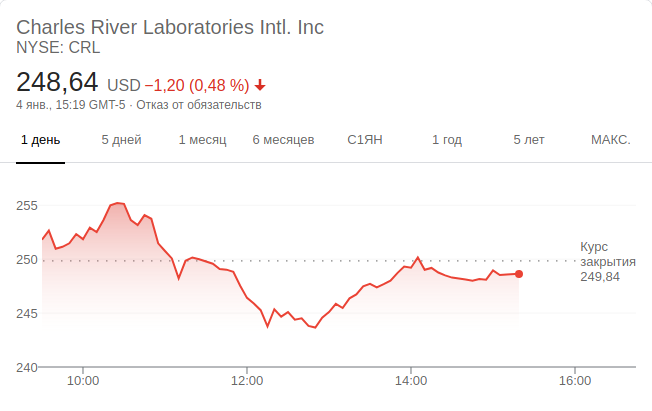 Charles River Laboratories Intl. Inc
NYSE: CRL
248,64 USD −1,20 (0,48 %)
4 янв., 15:19 GMT-5 · Отказ от обязательств
1 день 5 дней 1 месяц 6 месяцев С1ЯН 1 год 5 лет МАКС.
255
250
245
240
Курс
закрытия
249,84
10:00 12:00 14:00 16:00